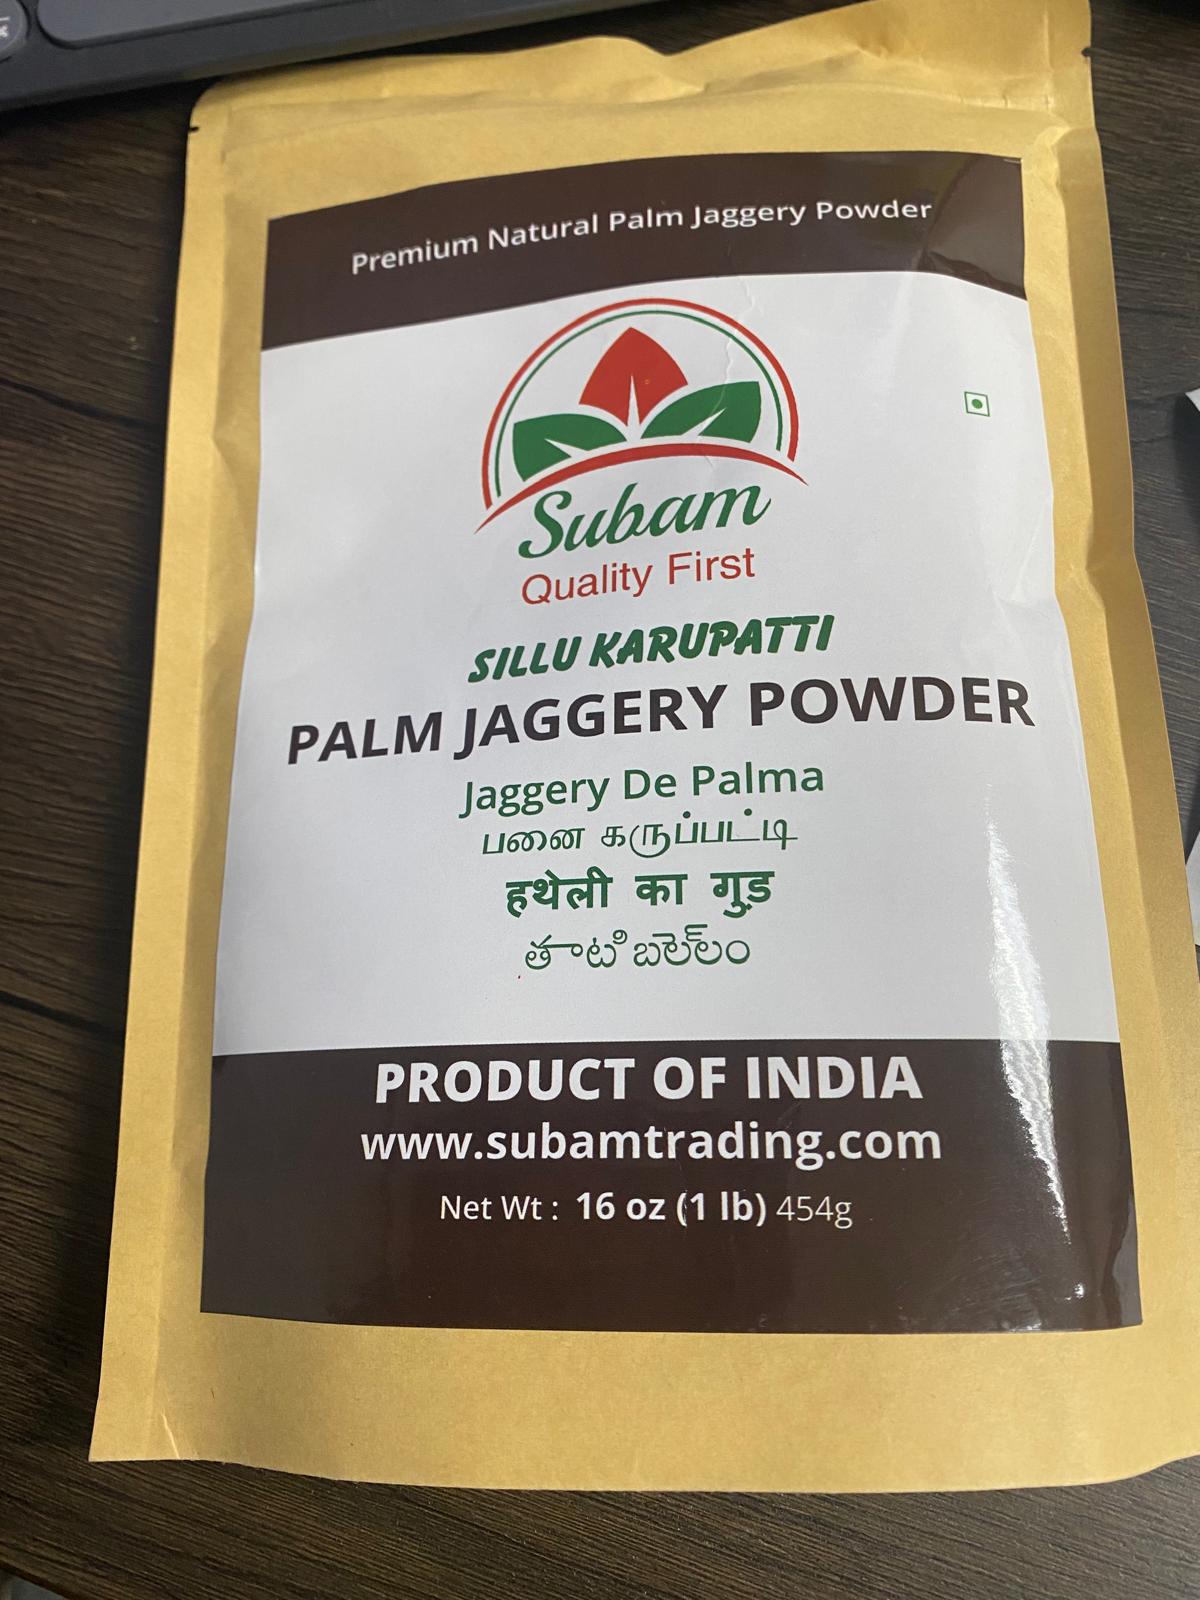 Premium Natural Palm Jaggery Powder
Subam
Quality First
SILLU KARUPATTI
PALM JAGGERY POWDER
Jaggery De Palma
பனை கருப்பட்டி
हथेली का गुड़
తాటి బెల్లం
PRODUCT OF INDIA
www.subamtrading.com
Net Wt : 16 oz (1 lb) 454g